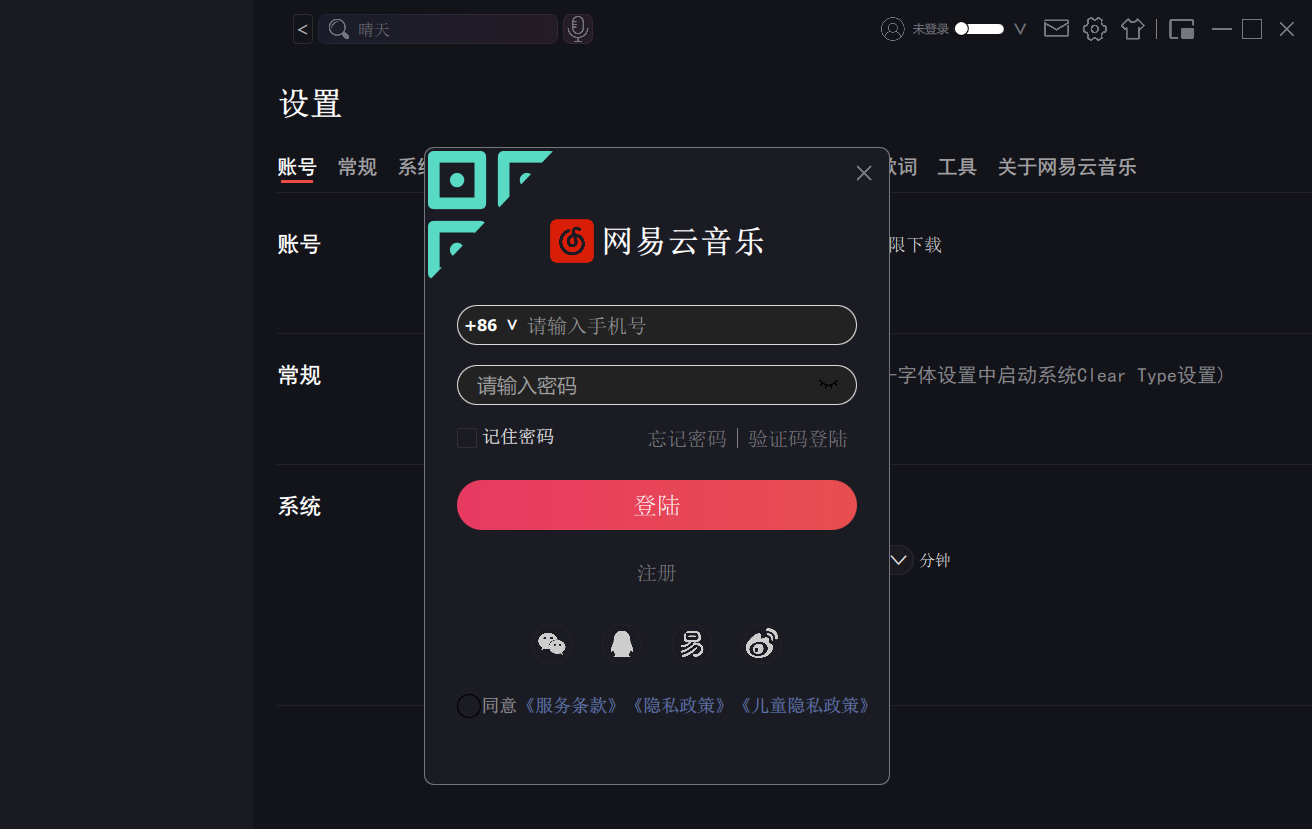 < 晴天 未登录
设置
账号 常规 系统 歌词 工具 关于网易云音乐
账号 限下载
网易云音乐
+86 请输入手机号
常规 字体设置中启动系统Clear Type设置)
请输入密码
记住密码 忘记密码 验证码登陆
系统 登陆
分钟
注册
易
同意《服务条款》《隐私政策》《儿童隐私政策》